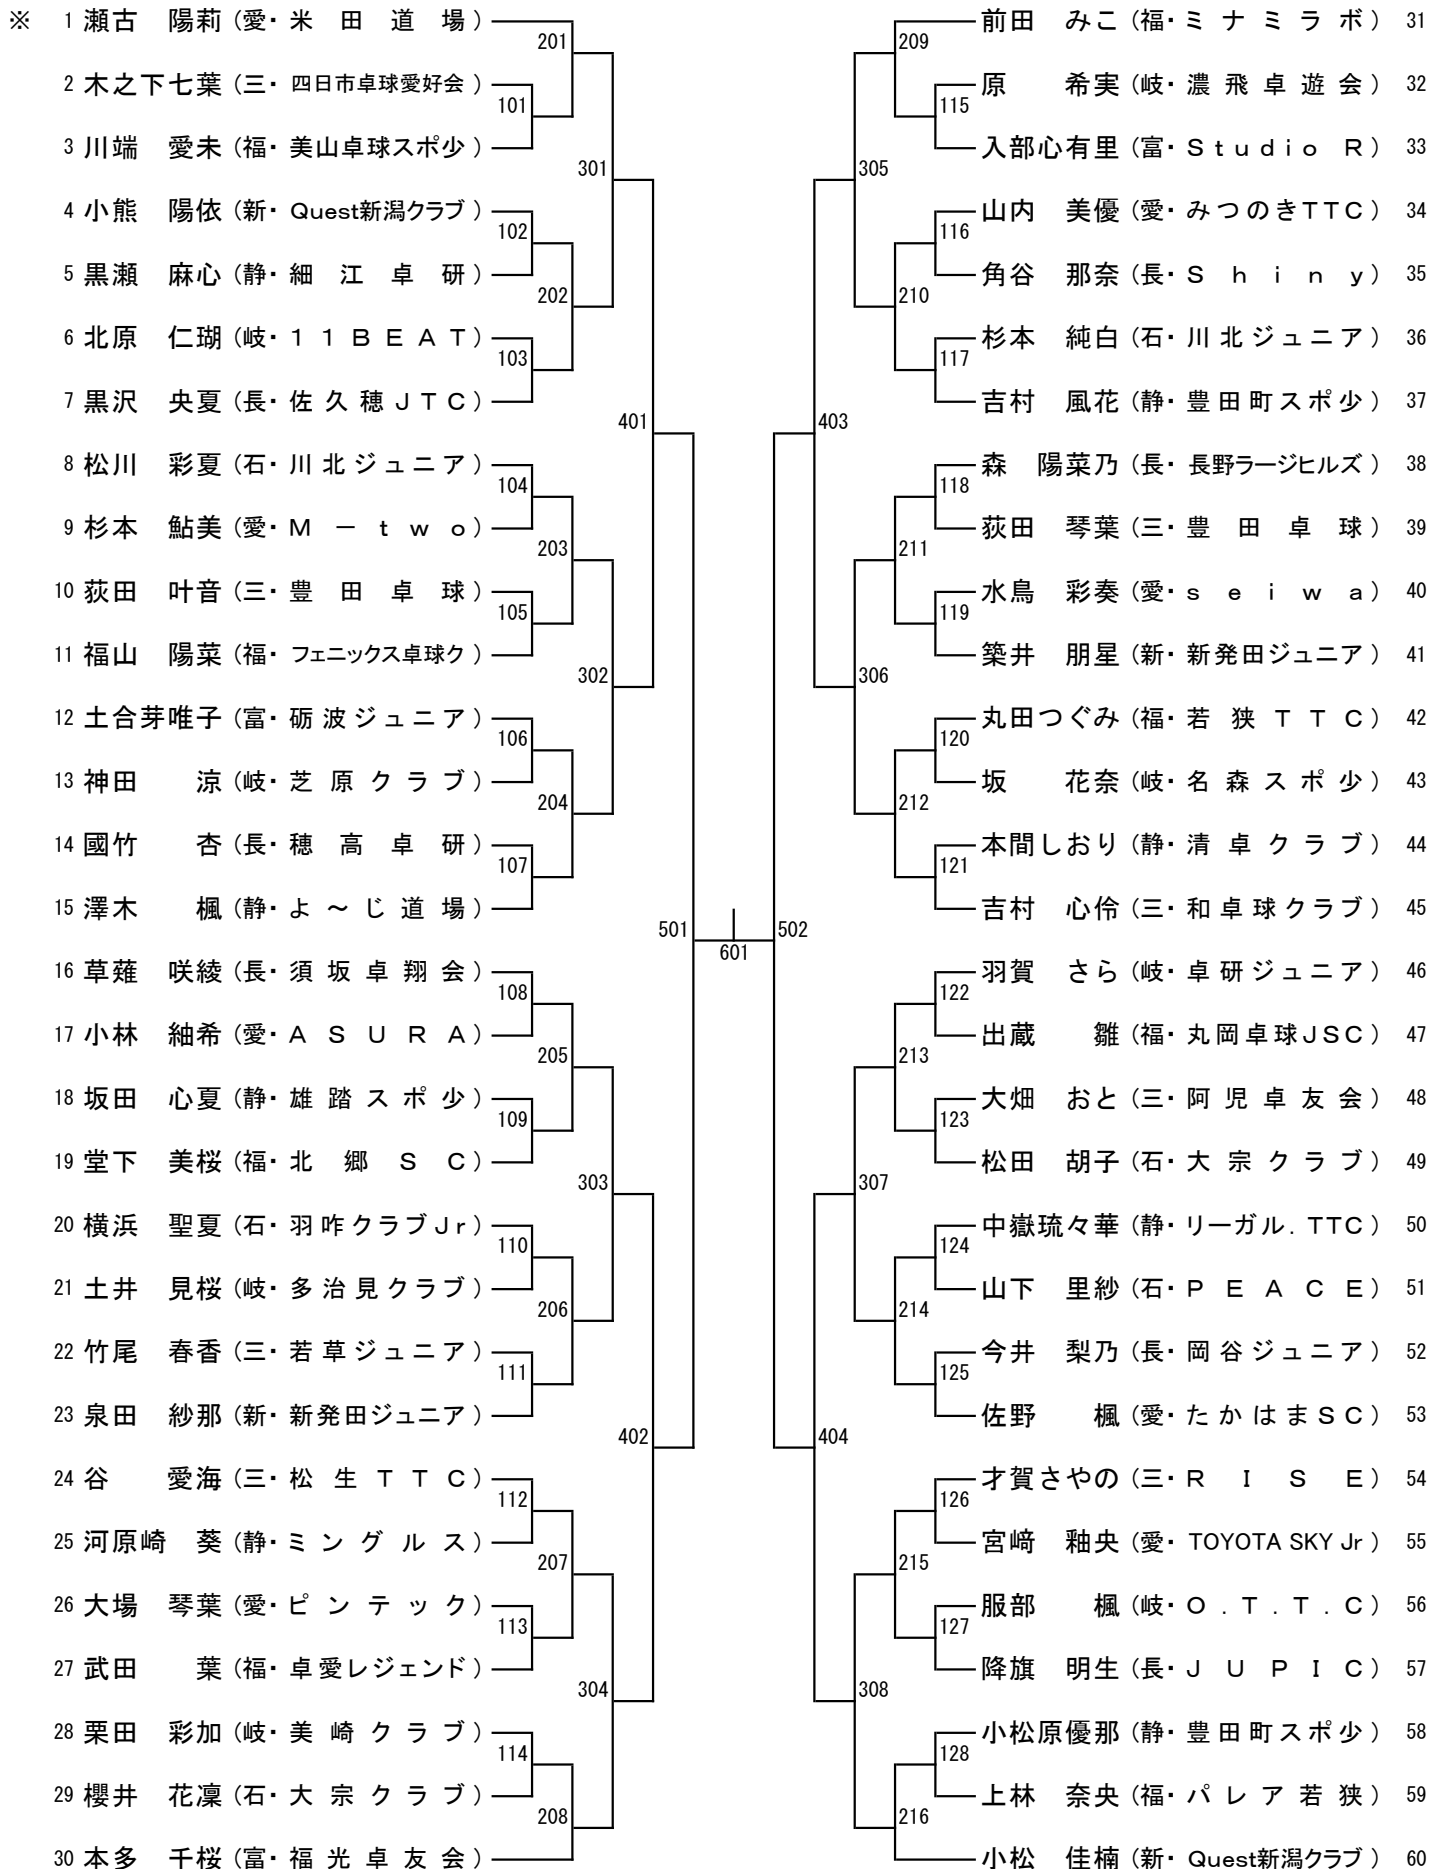 ※ 1 瀬古 陽莉 (愛・米田道場)
201
2 木之下七葉 (三・四日市卓球愛好会)
101
3 川端 愛未 (福・美山卓球スポ少)
301
4 小熊 陽依 (新・Quest新潟クラブ)
102
5 黒瀬 麻心 (静・細江卓研)
202
6 北原 仁瑚 (岐・11BEAT)
103
7 黒沢 央夏 (長・佐久穂JTC)
401
8 松川 彩夏 (石・川北ジュニア)
104
9 杉本 鮎美 (愛・M－two)
203
10 荻田 叶音 (三・豊田卓球)
105
11 福山 陽菜 (福・フェニックス卓球ク)
302
12 土合芽唯子 (富・砺波ジュニア)
106
13 神田 涼 (岐・芝原クラブ)
204
14 國竹 杏 (長・穂高卓研)
107
15 澤木 楓 (静・よ～じ道場)
501
16 草薙 咲綾 (長・須坂卓翔会)
108
17 小林 紬希 (愛・ASURA)
205
18 坂田 心夏 (静・雄踏スポ少)
109
19 堂下 美桜 (福・北郷SC)
303
20 横浜 聖夏 (石・羽咋クラブJr)
110
21 土井 見桜 (岐・多治見クラブ)
206
22 竹尾 春香 (三・若草ジュニア)
111
23 泉田 紗那 (新・新発田ジュニア)
402
24 谷 愛海 (三・松生TTC)
112
25 河原崎 葵 (静・ミングルス)
207
26 大場 琴葉 (愛・ピンテック)
113
27 武田 葉 (福・卓愛レジェンド)
304
28 栗田 彩加 (岐・美崎クラブ)
114
29 櫻井 花凜 (石・大宗クラブ)
208
30 本多 千桜 (富・福光卓友会)
601
前田 みこ (福・ミナミラボ) 31
209
原 希実 (岐・濃飛卓遊会) 32
115
入部心有里 (富・Studio R) 33
305
山内 美優 (愛・みつのきTTC) 34
116
角谷 那奈 (長・Shiny) 35
210
杉本 純白 (石・川北ジュニア) 36
117
吉村 風花 (静・豊田町スポ少) 37
403
森 陽菜乃 (長・長野ラージヒルズ) 38
118
荻田 琴葉 (三・豊田卓球) 39
211
水鳥 彩奏 (愛・seiwa) 40
119
築井 朋星 (新・新発田ジュニア) 41
306
丸田つぐみ (福・若狭TTC) 42
120
坂 花奈 (岐・名森スポ少) 43
212
本間しおり (静・清卓クラブ) 44
121
吉村 心伶 (三・和卓球クラブ) 45
502
羽賀 さら (岐・卓研ジュニア) 46
122
出蔵 雛 (福・丸岡卓球JSC) 47
213
大畑 おと (三・阿児卓友会) 48
123
松田 胡子 (石・大宗クラブ) 49
307
中嶽琉々華 (静・リーガル.TTC) 50
124
山下 里紗 (石・PEACE) 51
214
今井 梨乃 (長・岡谷ジュニア) 52
125
佐野 楓 (愛・たかはまSC) 53
404
才賀さやの (三・RISE) 54
126
宮﨑 釉央 (愛・TOYOTA SKY Jr) 55
215
服部 楓 (岐・O.T.T.C) 56
127
降旗 明生 (長・JUPIC) 57
308
小松原優那 (静・豊田町スポ少) 58
128
上林 奈央 (福・パレア若狭) 59
216
小松 佳楠 (新・Quest新潟クラブ) 60